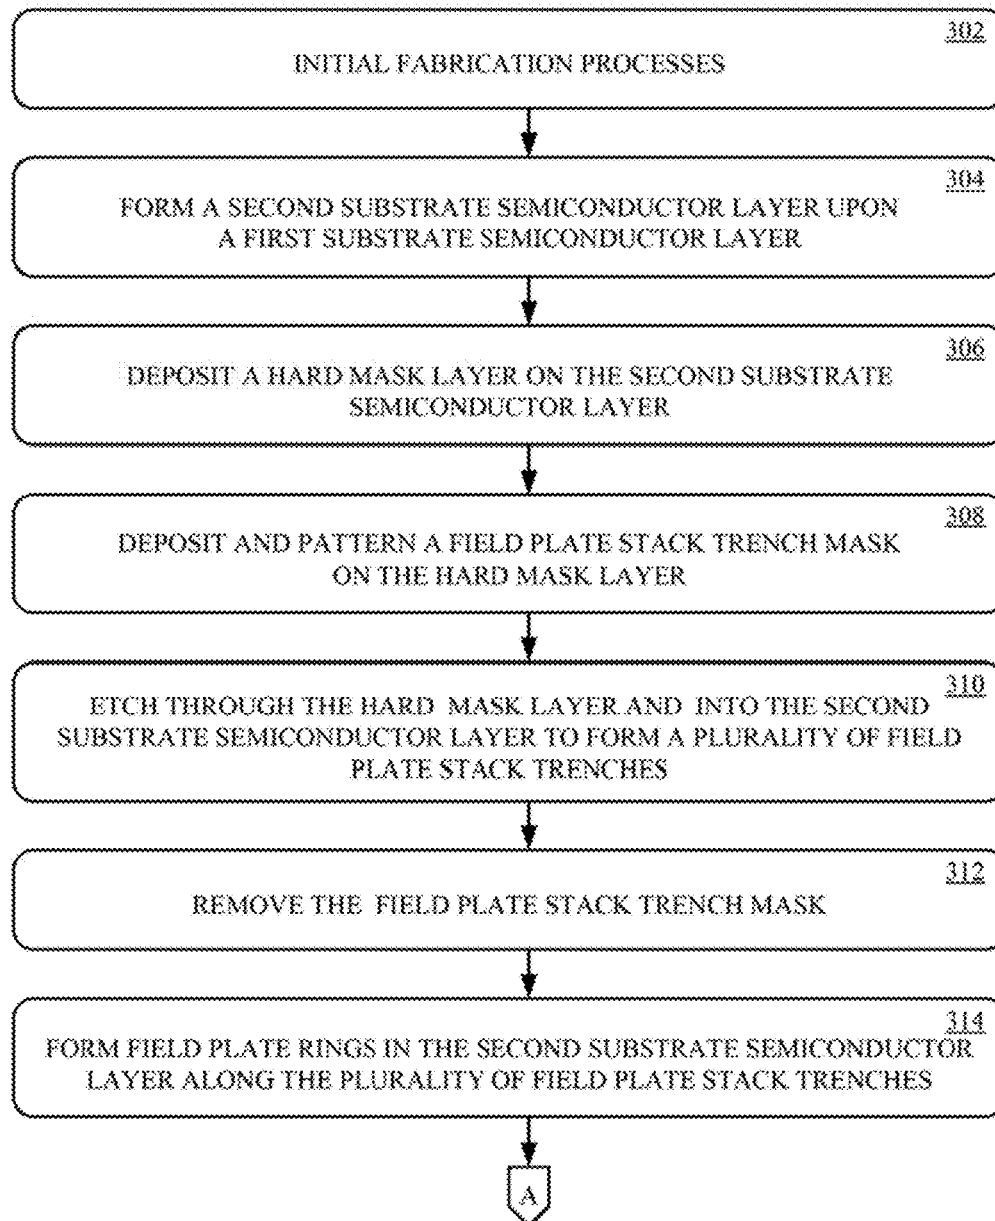 302
INITIAL FABRICATION PROCESSES
304
FORM A SECOND SUBSTRATE SEMICONDUCTOR LAYER UPON
A FIRST SUBSTRATE SEMICONDUCTOR LAYER
306
DEPOSIT A HARD MASK LAYER ON THE SECOND SUBSTRATE
SEMICONDUCTOR LAYER
308
DEPOSIT AND PATTERN A FIELD PLATE STACK TRENCH MASK
ON THE HARD MASK LAYER
310
ETCH THROUGH THE HARD MASK LAYER AND INTO THE SECOND
SUBSTRATE SEMICONDUCTOR LAYER TO FORM A PLURALITY OF FIELD
PLATE STACK TRENCHES
312
REMOVE THE FIELD PLATE STACK TRENCH MASK
314
FORM FIELD PLATE RINGS IN THE SECOND SUBSTRATE SEMICONDUCTOR
LAYER ALONG THE PLURALITY OF FIELD PLATE STACK TRENCHES
A